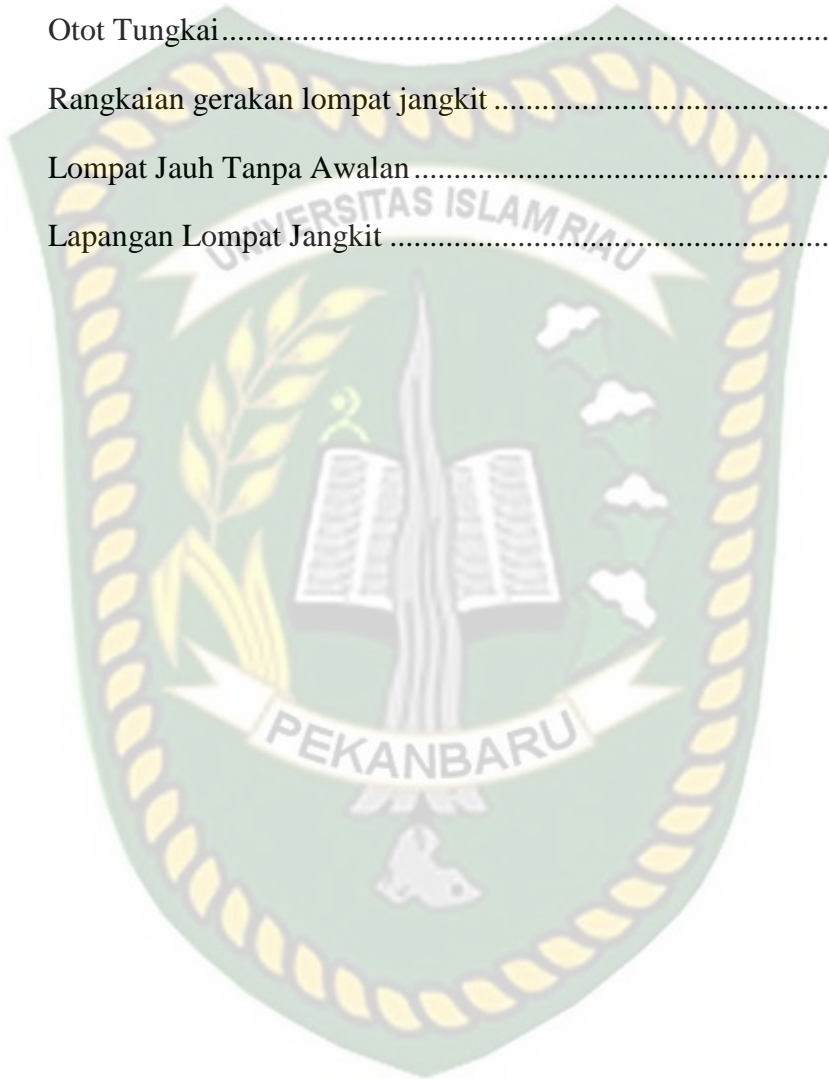 Otot Tungkai..............................................................................
Rangkaian gerakan lompat jangkit ..........................................
Lompat Jauh Tanpa Awalan ....................................................
UNIVERSITAS ISLAM RIAU
Lapangan Lompat Jangkit .......................................................
PEKANBARU